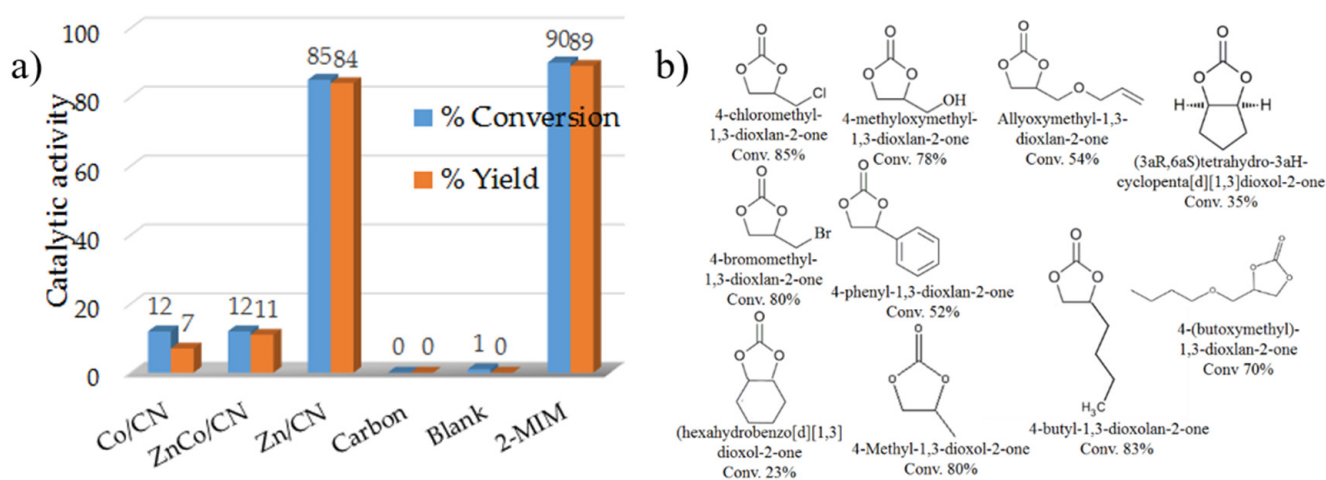 a)
Catalytic activity
100
80
60
40
20
0
12
7
12
11
85
84
0
0
1
0
90
89
% Conversion
% Yield
Co/CN
ZnCo/CN
Zn/CN
Carbon
Blank
2-MIM
b)
O
O
O
Cl
4-chloromethyl-
1,3-dioxlan-2-one
Conv. 85%
O
O
O
OH
4-methyloxymethyl-
1,3-dioxlan-2-one
Conv. 78%
O
O
O
O
Allyoxymethyl-1,3-
dioxlan-2-one
Conv. 54%
O
O
O
H
H
(3aR,6aS)tetrahydro-3aH-
cyclopenta[d][1,3]dioxol-2-one
Conv. 35%
O
O
O
Br
4-bromomethyl-
1,3-dioxlan-2-one
Conv. 80%
O
O
O
4-phenyl-1,3-dioxlan-2-one
Conv. 52%
O
O
O
H3C
4-butyl-1,3-dioxolan-2-one
Conv. 83%
O
O
O
O
4-(butoxymethyl)-
1,3-dioxlan-2-one
Conv 70%
O
O
O
(hexahydrobenzo[d][1,3]
dioxol-2-one
Conv. 23%
O
O
O
4-Methyl-1,3-dioxol-2-one
Conv. 80%